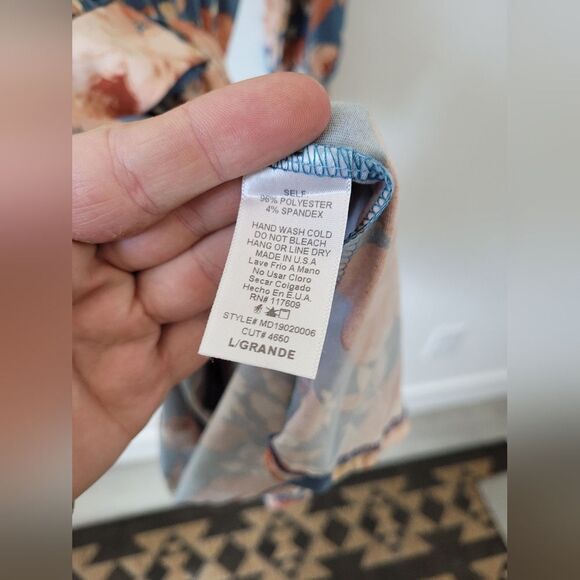 SELF
96% POLYESTER
4% SPANDEX
HAND WASH COLD
DO NOT BLEACH
HANG OR LINE DRY
MADE IN U.S.A
Lave Frio A Mano
No Usar Cloro
Secar Colgado
Hecho En E.U.A.
RN# 117609
STYLE# MD19020006
CUT# 4650
L/GRANDE